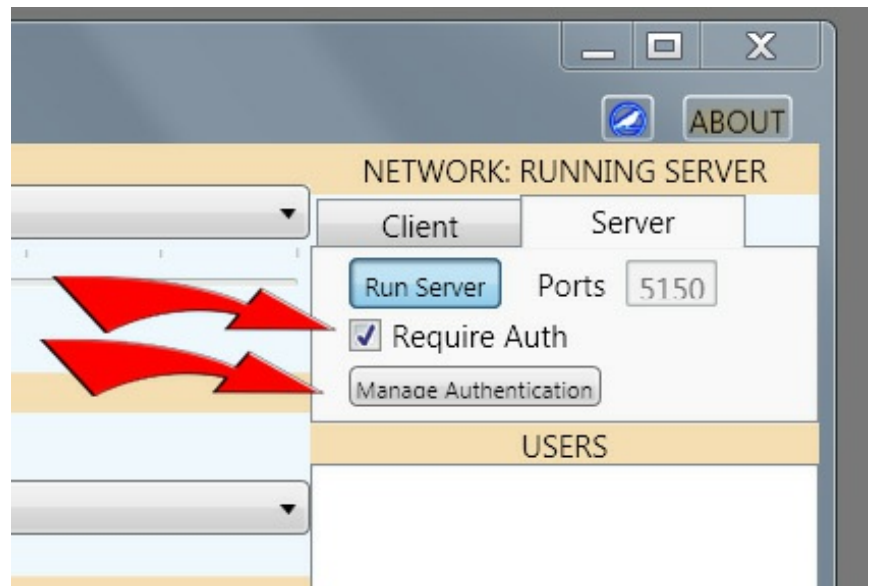 ABOUT
NETWORK: RUNNING SERVER
Client Server
Run Server Ports 5150
Require Auth
Manage Authentication
USERS